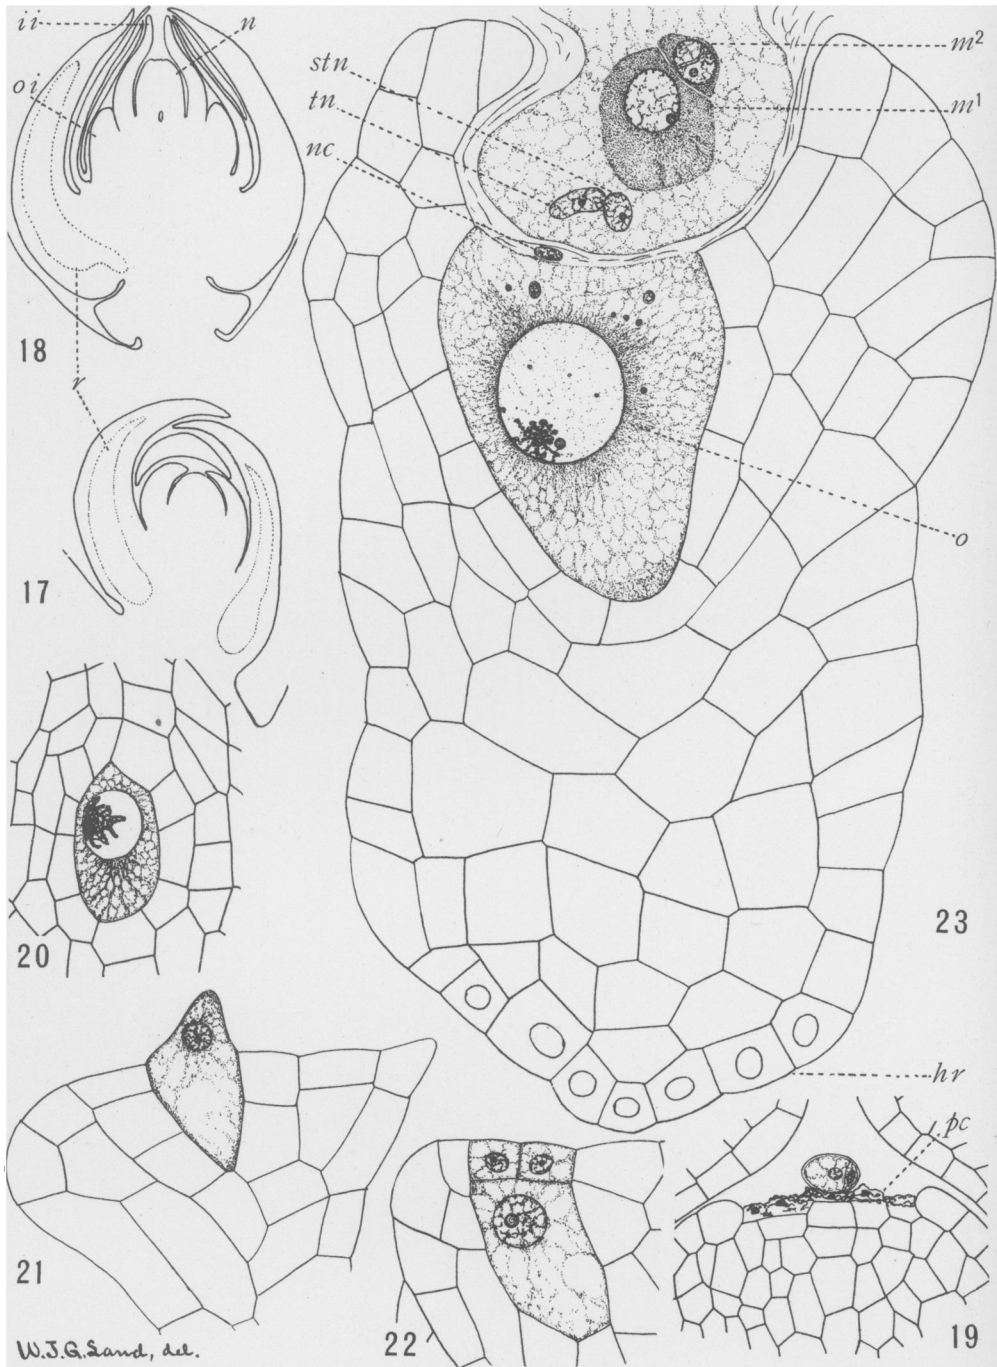 ii
n
oi
stn
tn
nc
m²
m¹
18
r
17
o
20
23
hr
pc
21
22
19
W.J.G. Land, del.